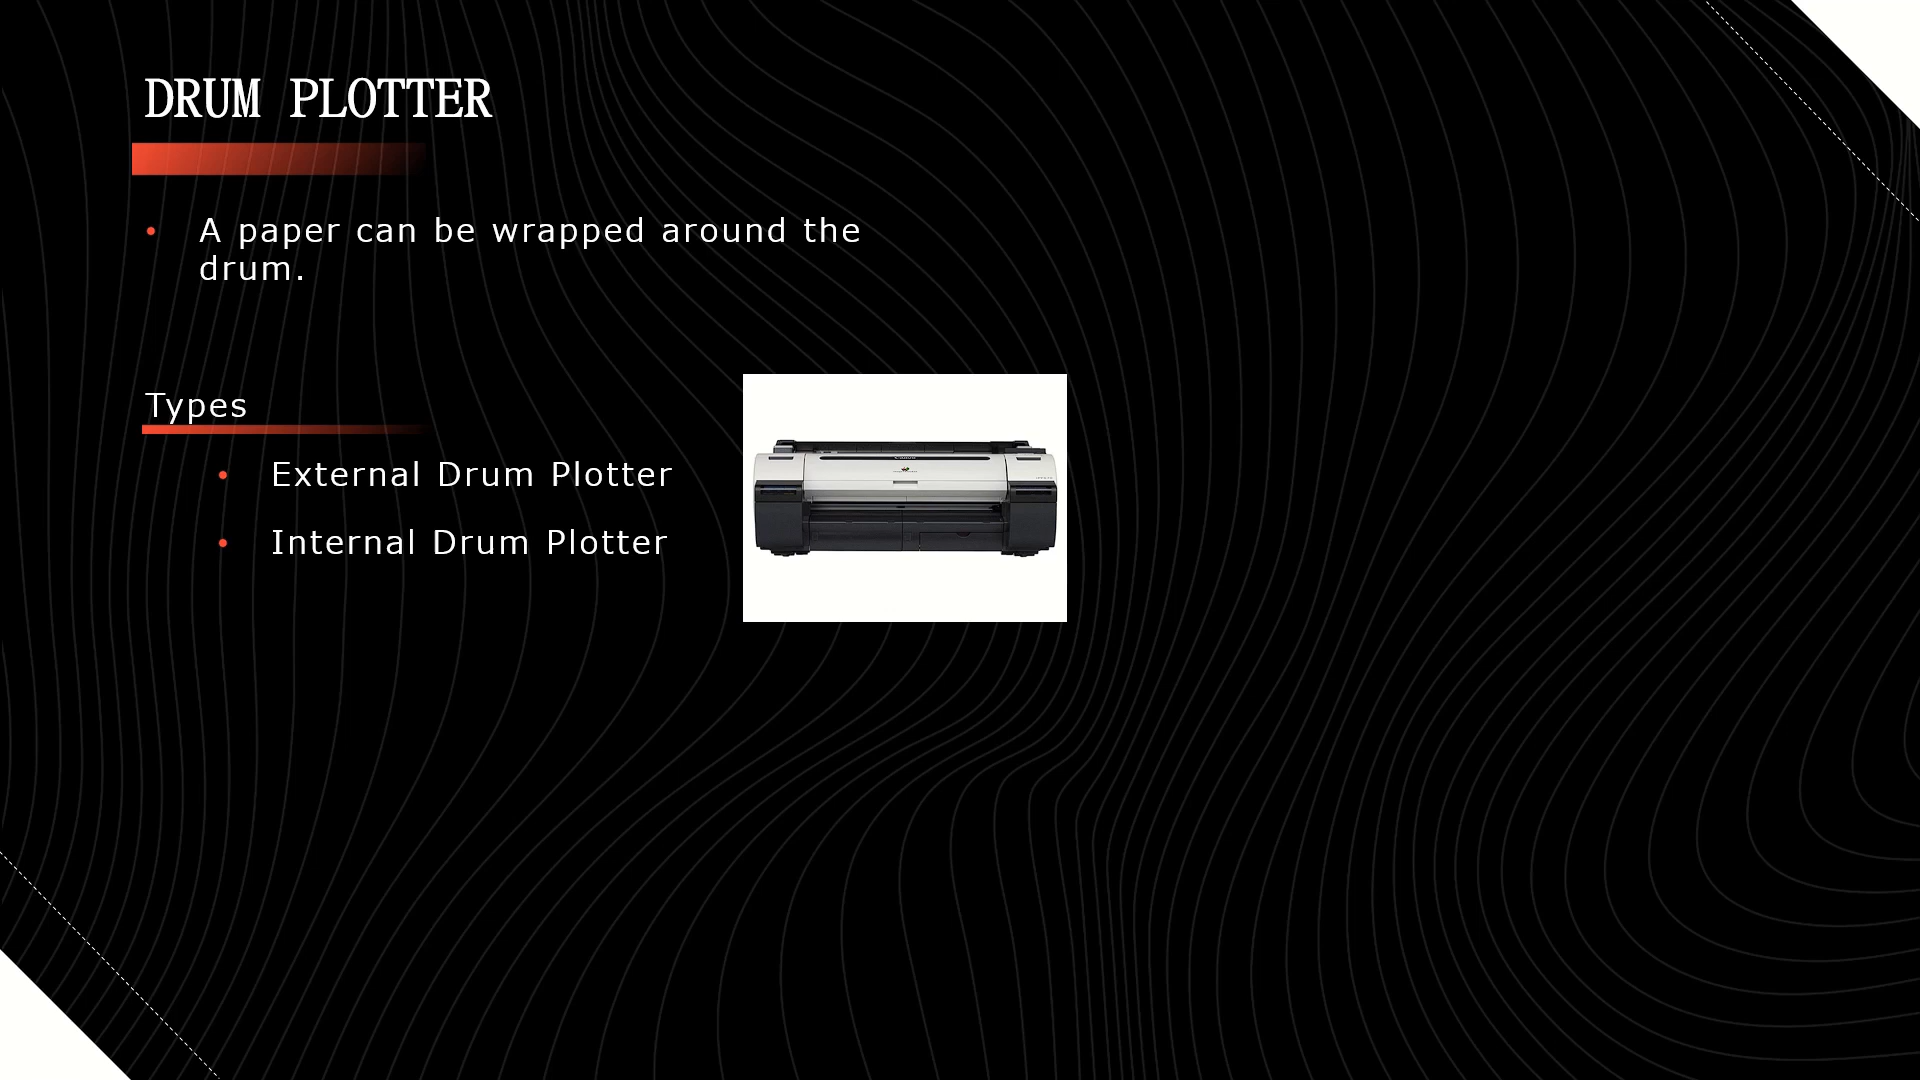 DRUM PLOTTER
• A paper can be wrapped around the
drum.
Types
• External Drum Plotter
• Internal Drum Plotter